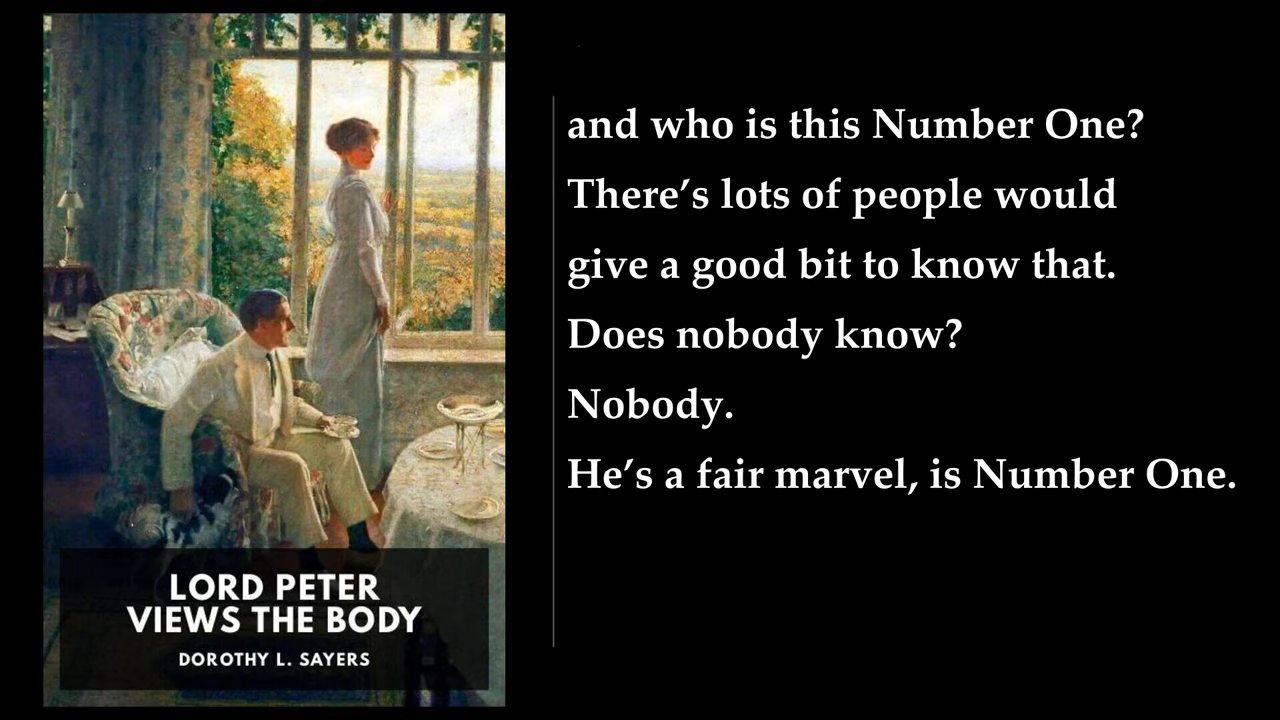 LORD PETER
VIEWS THE BODY
DOROTHY L. SAYERS
and who is this Number One?
There’s lots of people would
give a good bit to know that.
Does nobody know?
Nobody.
He’s a fair marvel, is Number One.